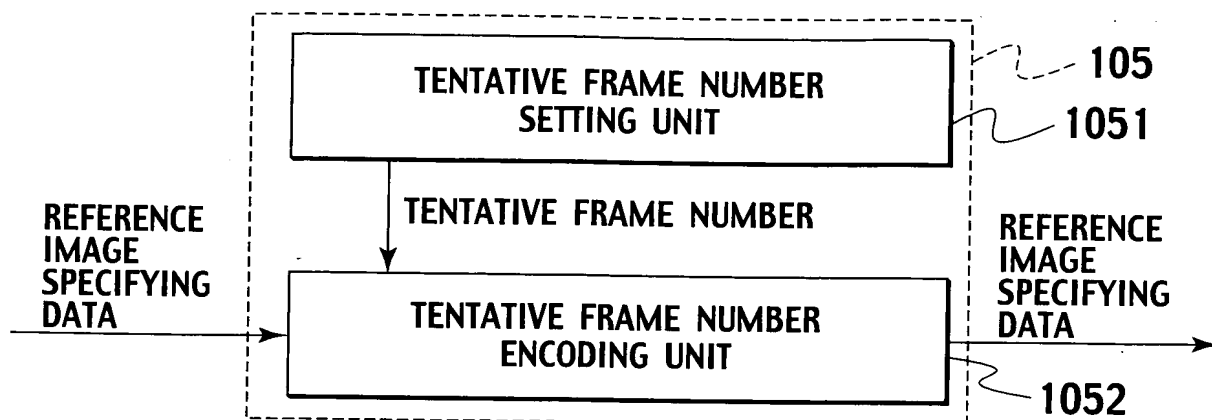 TENTATIVE FRAME NUMBER
SETTING UNIT
105
1051
TENTATIVE FRAME NUMBER
REFERENCE
IMAGE
SPECIFYING
DATA
TENTATIVE FRAME NUMBER
ENCODING UNIT
REFERENCE
IMAGE
SPECIFYING
DATA
1052